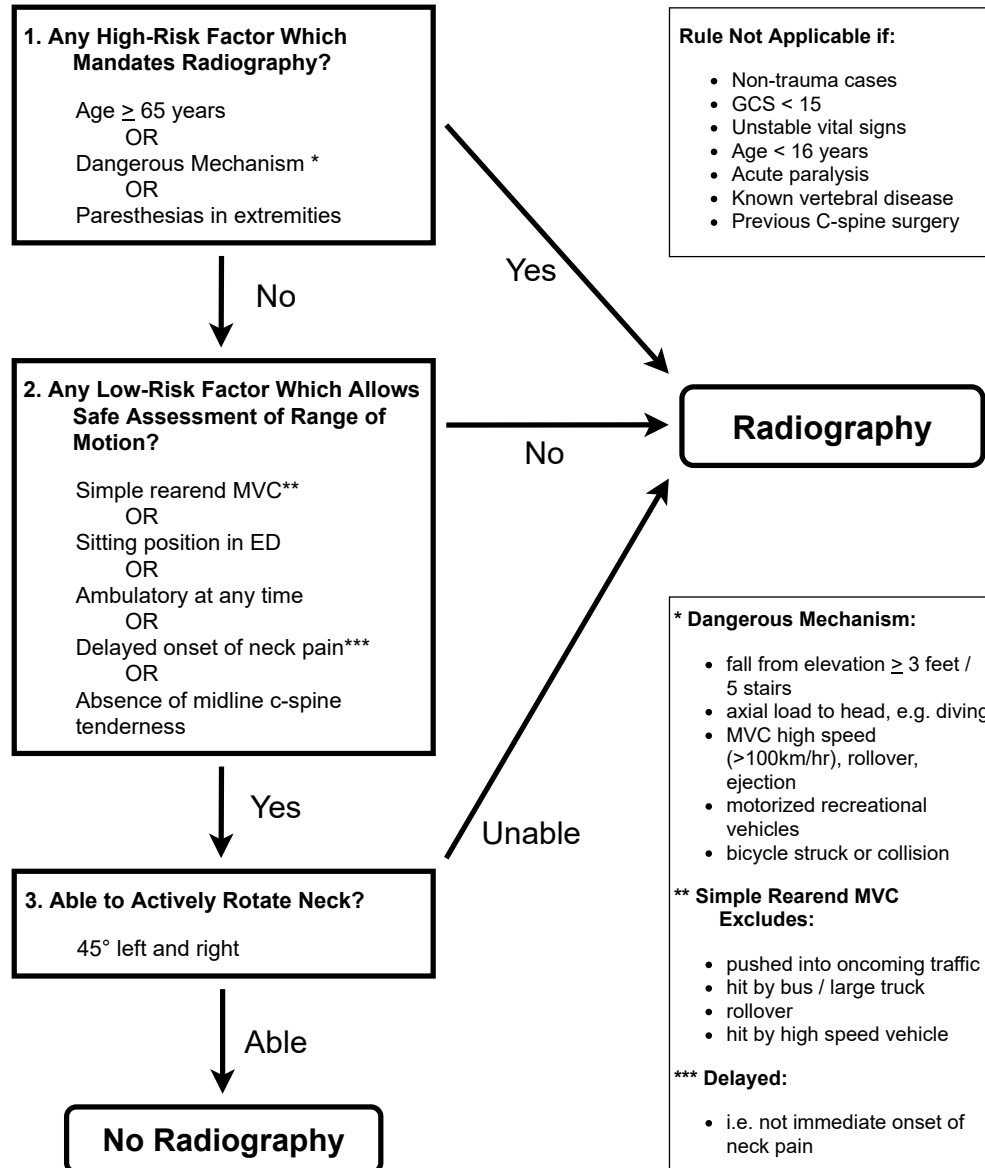 1. Any High-Risk Factor Which
Mandates Radiography?
Age ≥ 65 years
OR
Dangerous Mechanism *
OR
Paresthesias in extremities
Rule Not Applicable if:
• Non-trauma cases
• GCS < 15
• Unstable vital signs
• Age < 16 years
• Acute paralysis
• Known vertebral disease
• Previous C-spine surgery
Yes
No
2. Any Low-Risk Factor Which Allows
Safe Assessment of Range of
Motion?
Simple rearend MVC**
OR
Sitting position in ED
OR
Ambulatory at any time
OR
Delayed onset of neck pain***
OR
Absence of midline c-spine
tenderness
No
Radiography
Yes
Unable
3. Able to Actively Rotate Neck?
45° left and right
Able
No Radiography
* Dangerous Mechanism:
• fall from elevation ≥ 3 feet /
5 stairs
• axial load to head, e.g. diving
• MVC high speed
(>100km/hr), rollover,
ejection
• motorized recreational
vehicles
• bicycle struck or collision
** Simple Rearend MVC
Excludes:
• pushed into oncoming traffic
• hit by bus / large truck
• rollover
• hit by high speed vehicle
*** Delayed:
• i.e. not immediate onset of
neck pain